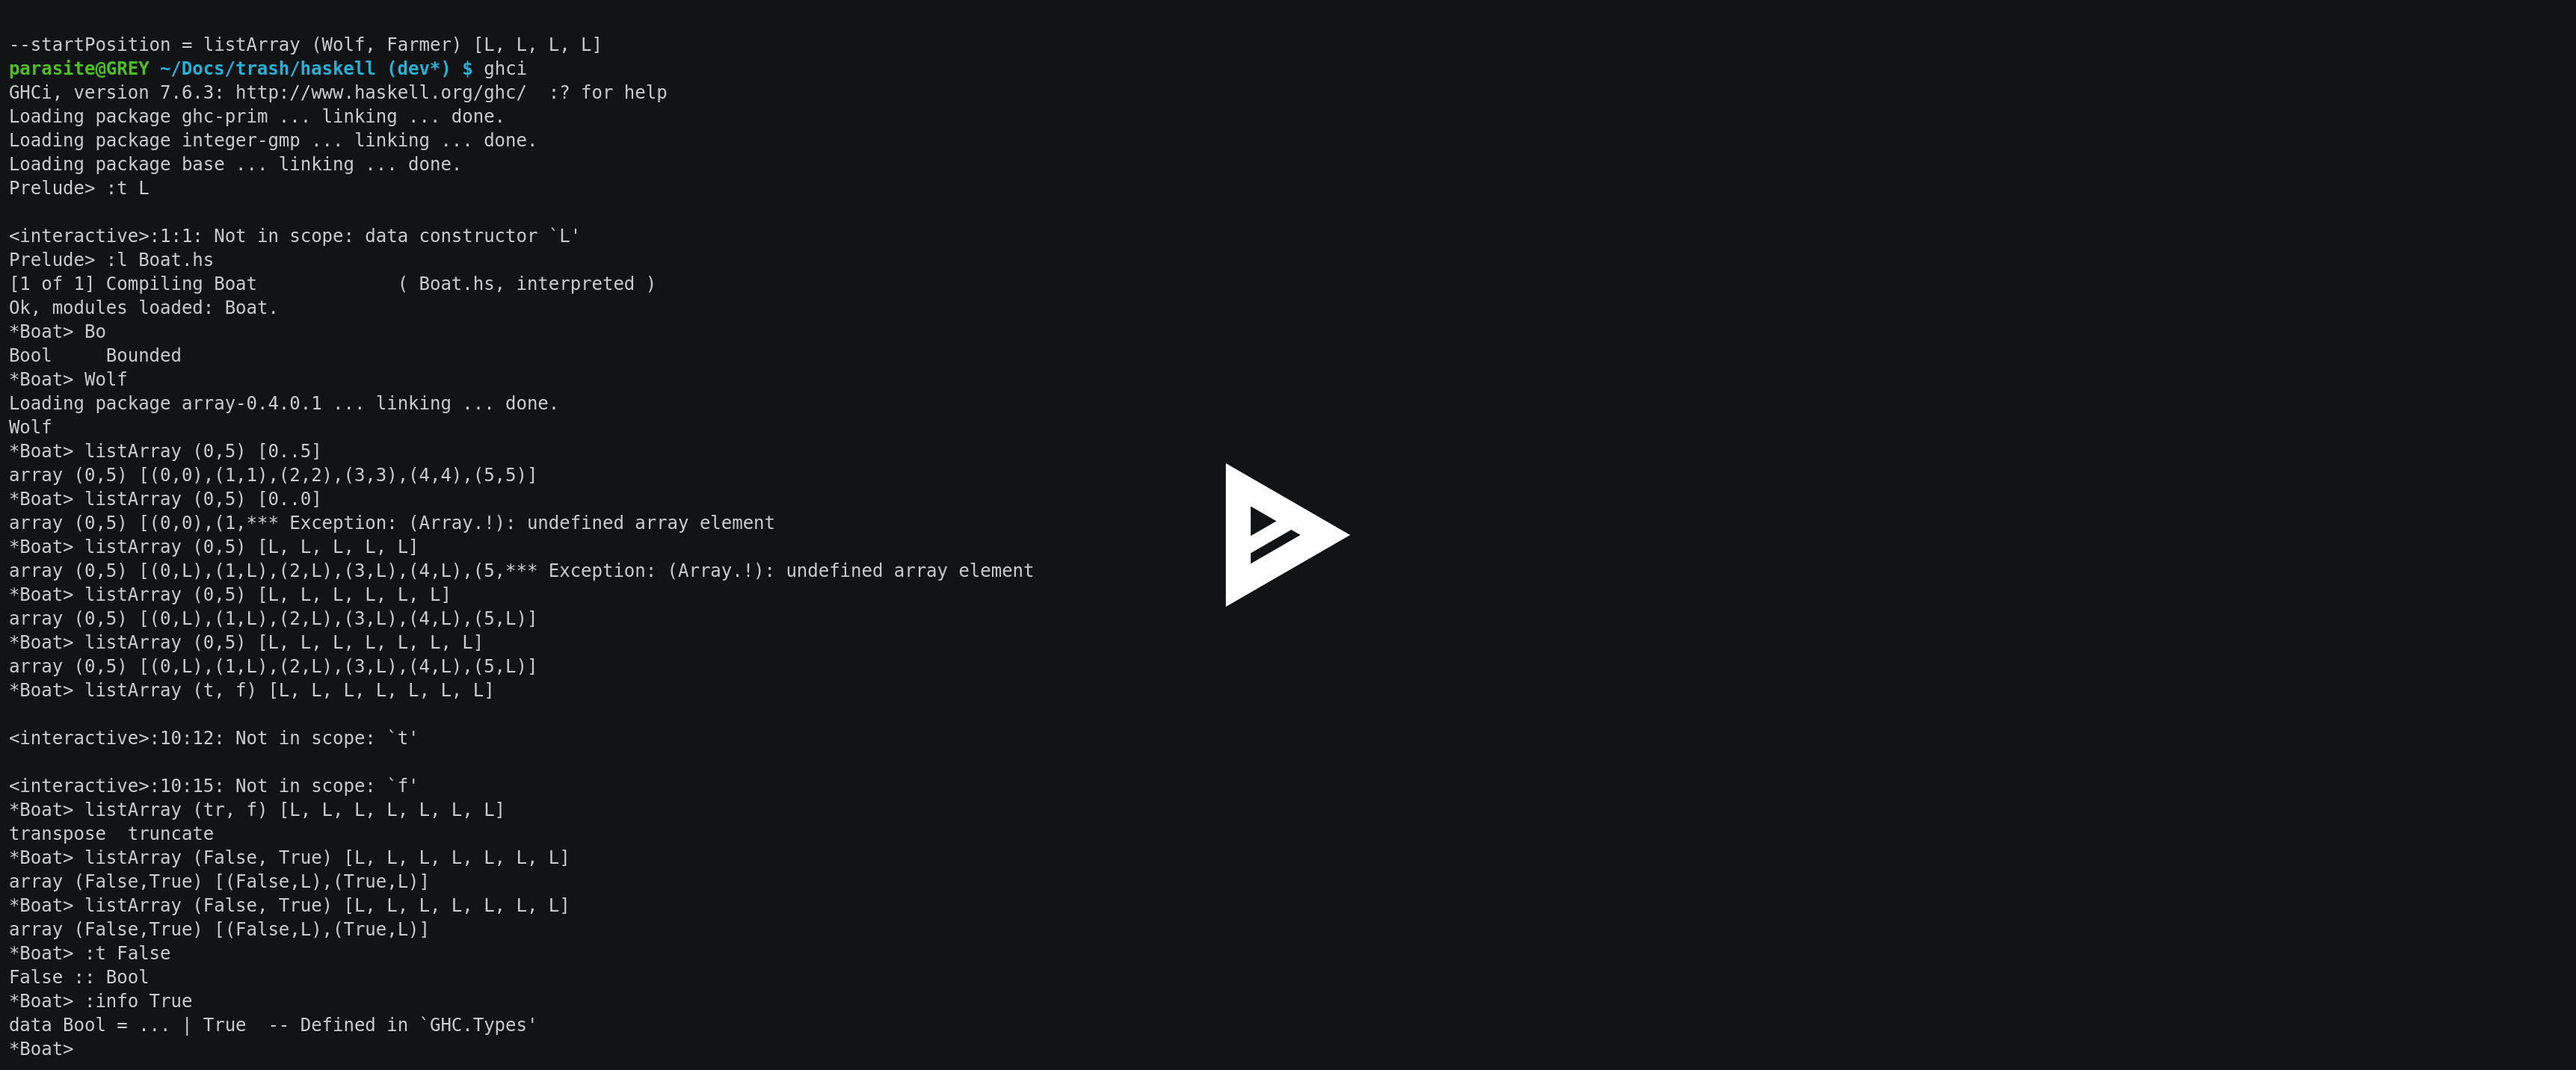 --startPosition = listArray (Wolf, Farmer) [L, L, L, L]
parasite@GREY ~/Docs/trash/haskell (dev*) $ ghci
GHCi, version 7.6.3: http://www.haskell.org/ghc/  :? for help
Loading package ghc-prim ... linking ... done.
Loading package integer-gmp ... linking ... done.
Loading package base ... linking ... done.
Prelude> :t L
<interactive>:1:1: Not in scope: data constructor `L'
Prelude> :l Boat.hs
[1 of 1] Compiling Boat             ( Boat.hs, interpreted )
Ok, modules loaded: Boat.
*Boat> Bo
Bool     Bounded
*Boat> Wolf
Loading package array-0.4.0.1 ... linking ... done.
Wolf
*Boat> listArray (0,5) [0..5]
array (0,5) [(0,0),(1,1),(2,2),(3,3),(4,4),(5,5)]
*Boat> listArray (0,5) [0..0]
array (0,5) [(0,0),(1,*** Exception: (Array.!): undefined array element
*Boat> listArray (0,5) [L, L, L, L, L]
array (0,5) [(0,L),(1,L),(2,L),(3,L),(4,L),(5,*** Exception: (Array.!): undefined array element
*Boat> listArray (0,5) [L, L, L, L, L, L]
array (0,5) [(0,L),(1,L),(2,L),(3,L),(4,L),(5,L)]
*Boat> listArray (0,5) [L, L, L, L, L, L, L]
array (0,5) [(0,L),(1,L),(2,L),(3,L),(4,L),(5,L)]
*Boat> listArray (t, f) [L, L, L, L, L, L, L]
<interactive>:10:12: Not in scope: `t'
<interactive>:10:15: Not in scope: `f'
*Boat> listArray (tr, f) [L, L, L, L, L, L, L]
transpose  truncate
*Boat> listArray (False, True) [L, L, L, L, L, L, L]
array (False,True) [(False,L),(True,L)]
*Boat> listArray (False, True) [L, L, L, L, L, L, L]
array (False,True) [(False,L),(True,L)]
*Boat> :t False
False :: Bool
*Boat> :info True
data Bool = ... | True  -- Defined in `GHC.Types'
*Boat>